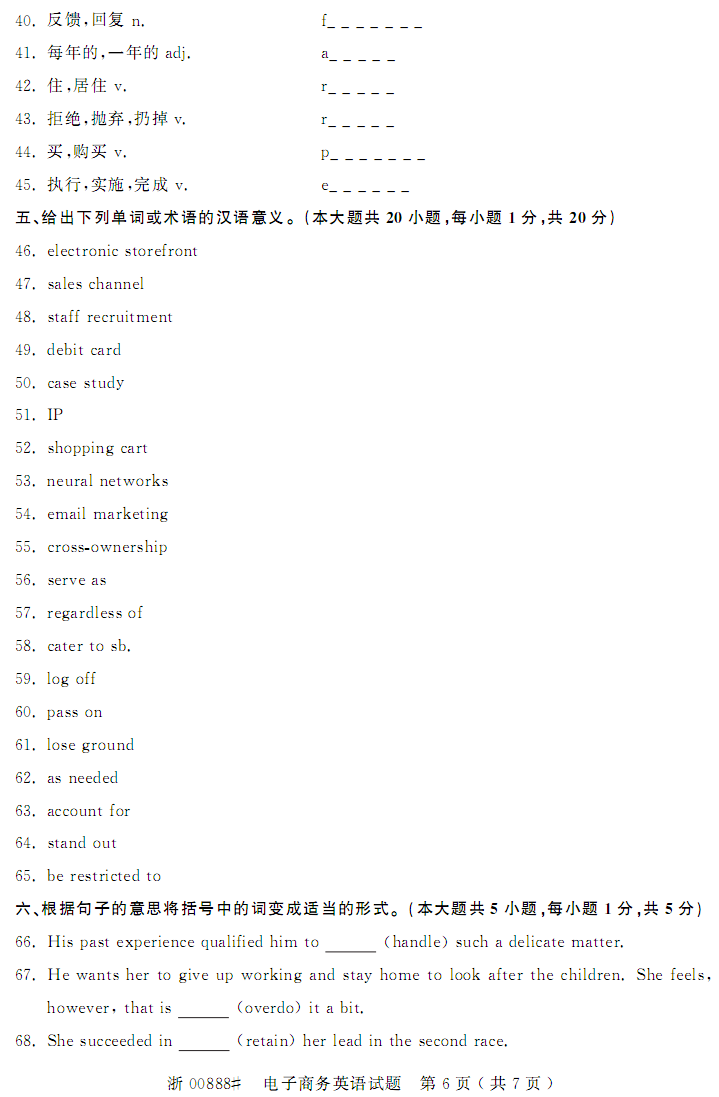 40. 反馈,回复 n. f_ _ _ _ _ _ _
41. 每年的,一年的 adj. a_ _ _ _ _
42. 住,居住 v. r_ _ _ _ _
43. 拒绝,抛弃,扔掉 v. r_ _ _ _ _
44. 买,购买 v. p_ _ _ _ _ _ _
45. 执行,实施,完成 v. e_ _ _ _ _ _
五、给出下列单词或术语的汉语意义。(本大题共 20 小题,每小题 1 分,共 20 分)
46. electronic storefront
47. sales channel
48. staff recruitment
49. debit card
50. case study
51. IP
52. shopping cart
53. neural networks
54. email marketing
55. cross-ownership
56. serve as
57. regardless of
58. cater to sb.
59. log off
60. pass on
61. lose ground
62. as needed
63. account for
64. stand out
65. be restricted to
六、根据句子的意思将括号中的词变成适当的形式。(本大题共 5 小题,每小题 1 分,共 5 分)
66. His past experience qualified him to ______ (handle) such a delicate matter.
67. He wants her to give up working and stay home to look after the children. She feels,
however, that is ______ (overdo) it a bit.
68. She succeeded in ______ (retain) her lead in the second race.
浙 00888# 电子商务英语试题 第 6 页(共 7 页)